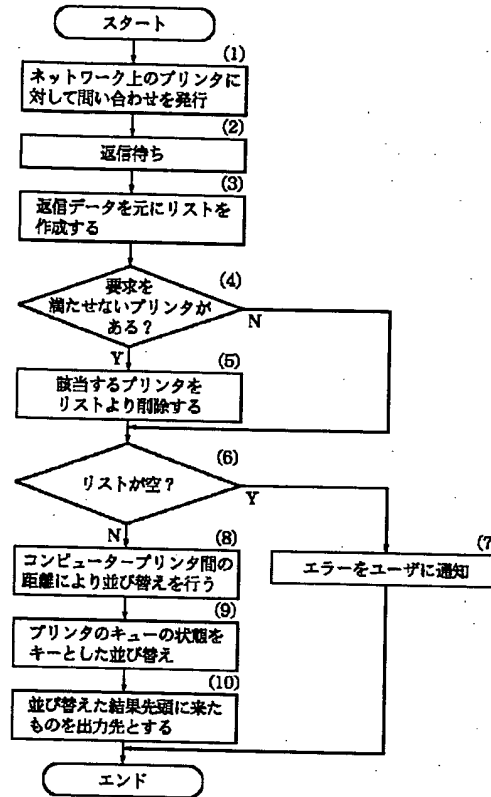 スタート
(1)
ネットワーク上のプリンタに
対して問い合わせを発行
(2)
返信待ち
(3)
返信データを元にリストを
作成する
(4)
要求を
満たせないプリンタが
ある?
N
Y
(5)
該当するプリンタを
リストより削除する
(6)
リストが空?
Y
N
(7)
エラーをユーザに通知
(8)
コンピュータープリンタ間の
距離により並び替えを行う
(9)
プリンタのキューの状態を
キーとした並び替え
(10)
並び替えた結果先頭に来た
ものを出力先とする
エンド